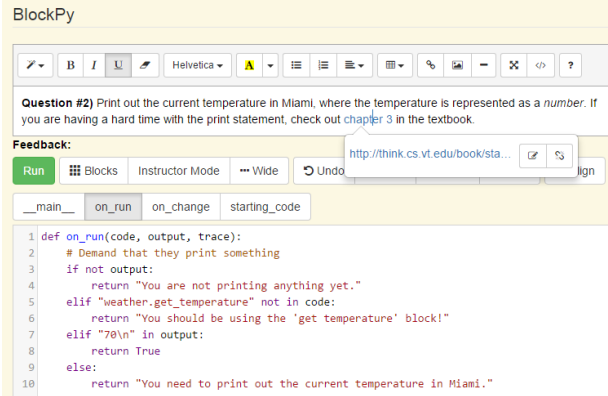 BlockPy
B I U Helvetica A ?
Question #2) Print out the current temperature in Miami, where the temperature is represented as a number. If
you are having a hard time with the print statement, check out chapter 3 in the textbook.
http://think.cs.vt.edu/book/sta...
Feedback:
Run Blocks Instructor Mode Wide Undo lign
__main__ on_run on_change starting_code
1 def on_run(code, output, trace):
2 # Demand that they print something
3 if not output:
4 return "You are not printing anything yet."
5 elif "weather.get_temperature" not in code:
6 return "You should be using the 'get temperature' block!"
7 elif "70\n" in output:
8 return True
9 else:
10 return "You need to print out the current temperature in Miami."